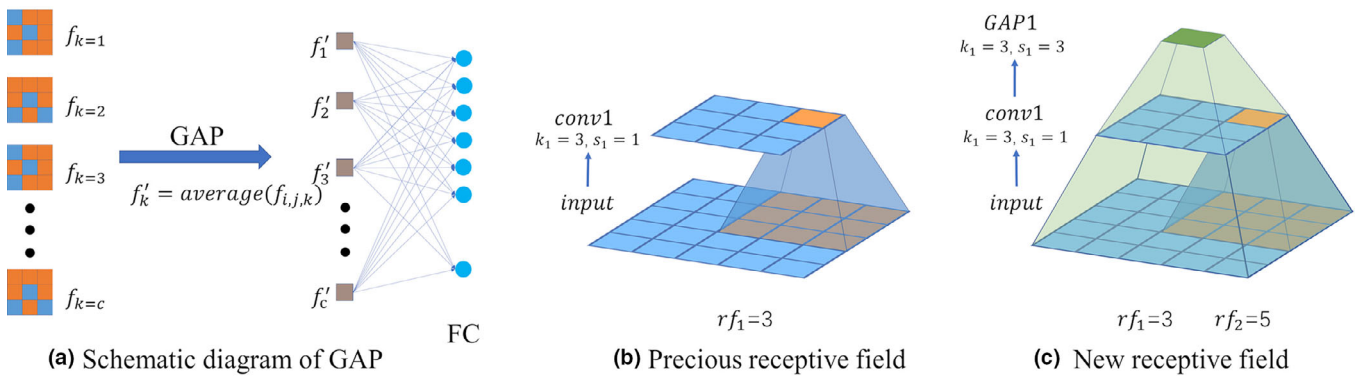 f_{k=1}
f_{k=2}
f_{k=3}
f_{k=c}
GAP
f'_k = average(f_{i,j,k})
f'_1
f'_2
f'_3
f'_c
FC
(a) Schematic diagram of GAP
conv1
k_1 = 3, s_1 = 1
input
rf_1=3
(b) Precious receptive field
GAP1
k_1 = 3, s_1 = 3
conv1
k_1 = 3, s_1 = 1
input
rf_1=3 rf_2=5
(c) New receptive field